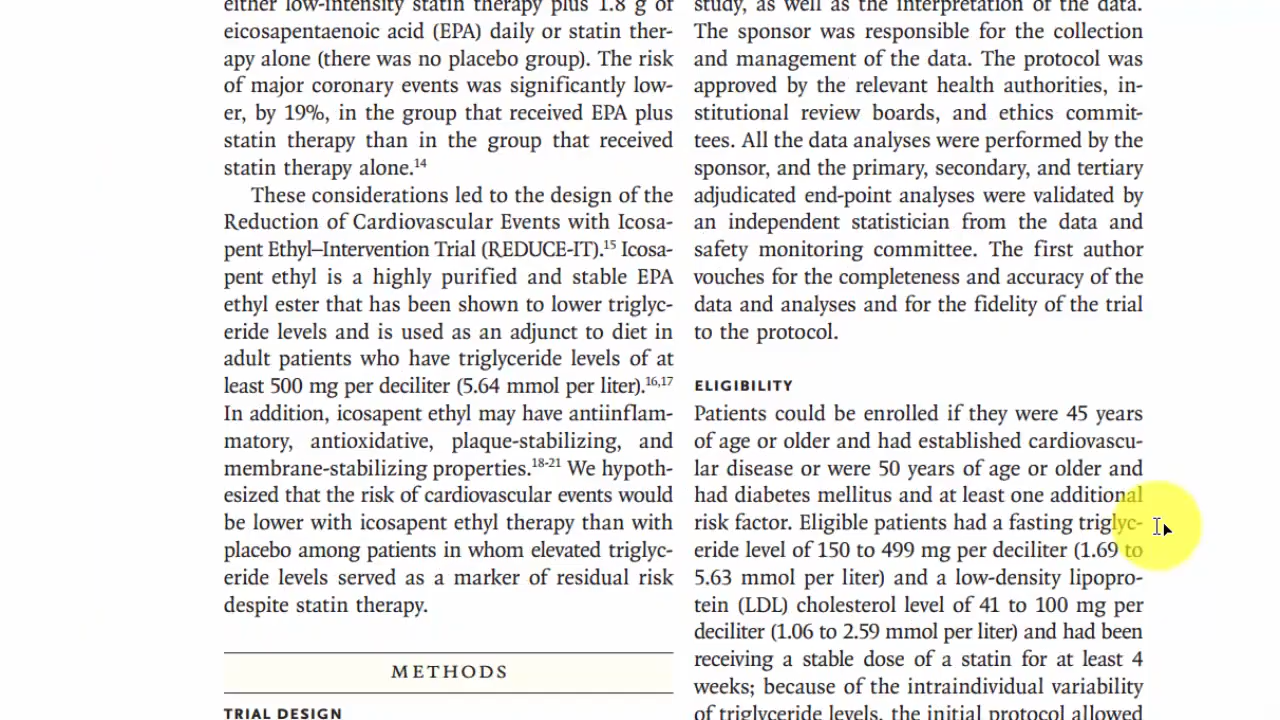 either low-intensity statin therapy plus 1.8 g of
eicosapentaenoic acid (EPA) daily or statin ther-
apy alone (there was no placebo group). The risk
of major coronary events was significantly low-
er, by 19%, in the group that received EPA plus
statin therapy than in the group that received
statin therapy alone.14
These considerations led to the design of the
Reduction of Cardiovascular Events with Icosa-
pent Ethyl–Intervention Trial (REDUCE-IT).15 Icosa-
pent ethyl is a highly purified and stable EPA
ethyl ester that has been shown to lower triglyc-
eride levels and is used as an adjunct to diet in
adult patients who have triglyceride levels of at
least 500 mg per deciliter (5.64 mmol per liter).16,17
In addition, icosapent ethyl may have antiinflam-
matory, antioxidative, plaque-stabilizing, and
membrane-stabilizing properties.18-21 We hypoth-
esized that the risk of cardiovascular events would
be lower with icosapent ethyl therapy than with
placebo among patients in whom elevated triglyc-
eride levels served as a marker of residual risk
despite statin therapy.
METHODS
TRIAL DESIGN
study, as well as the interpretation of the data.
The sponsor was responsible for the collection
and management of the data. The protocol was
approved by the relevant health authorities, in-
stitutional review boards, and ethics commit-
tees. All the data analyses were performed by the
sponsor, and the primary, secondary, and tertiary
adjudicated end-point analyses were validated by
an independent statistician from the data and
safety monitoring committee. The first author
vouches for the completeness and accuracy of the
data and analyses and for the fidelity of the trial
to the protocol.
ELIGIBILITY
Patients could be enrolled if they were 45 years
of age or older and had established cardiovascu-
lar disease or were 50 years of age or older and
had diabetes mellitus and at least one additional
risk factor. Eligible patients had a fasting triglyc-
eride level of 150 to 499 mg per deciliter (1.69 to
5.63 mmol per liter) and a low-density lipopro-
tein (LDL) cholesterol level of 41 to 100 mg per
deciliter (1.06 to 2.59 mmol per liter) and had been
receiving a stable dose of a statin for at least 4
weeks; because of the intraindividual variability
of triglyceride levels, the initial protocol allowed